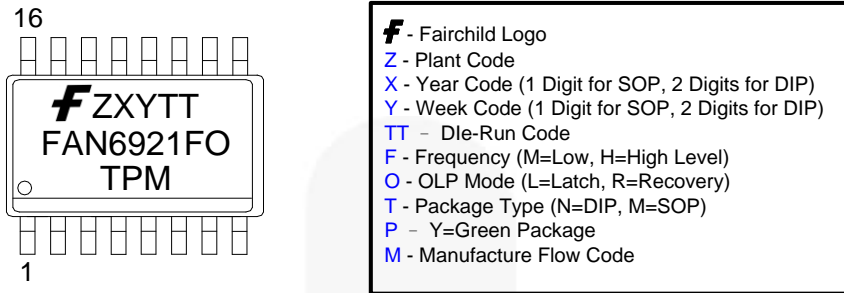 16
ZXYTT
FAN6921FO
TPM
1
- Fairchild Logo
Z - Plant Code
X - Year Code (1 Digit for SOP, 2 Digits for DIP)
Y - Week Code (1 Digit for SOP, 2 Digits for DIP)
TT – DIe-Run Code
F - Frequency (M=Low, H=High Level)
O - OLP Mode (L=Latch, R=Recovery)
T - Package Type (N=DIP, M=SOP)
P – Y=Green Package
M - Manufacture Flow Code